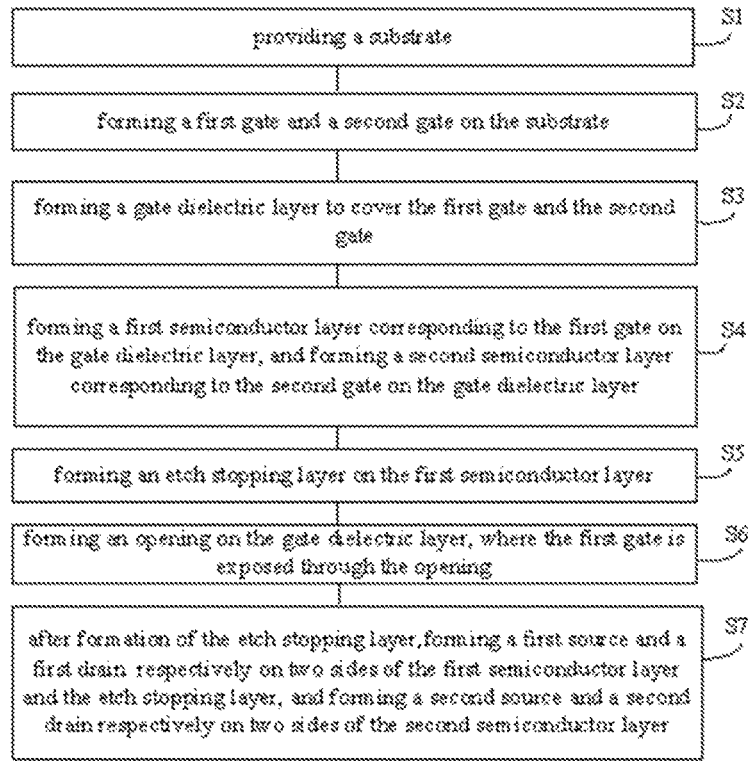 S1
providing a substrate
S2
forming a first gate and a second gate on the substrate
S3
forming a gate dielectric layer to cover the first gate and the second
gate
S4
forming a first semiconductor layer corresponding to the first gate on
the gate dielectric layer, and forming a second semiconductor layer
corresponding to the second gate on the gate dielectric layer
S5
forming an etch stopping layer on the first semiconductor layer
S6
forming an opening on the gate dielectric layer, where the first gate is
exposed through the opening
S7
after formation of the etch stopping layer,forming a first source and a
first drain respectively on two sides of the first semiconductor layer
and the etch stopping layer, and forming a second source and a second
drain respectively on two sides of the second semiconductor layer